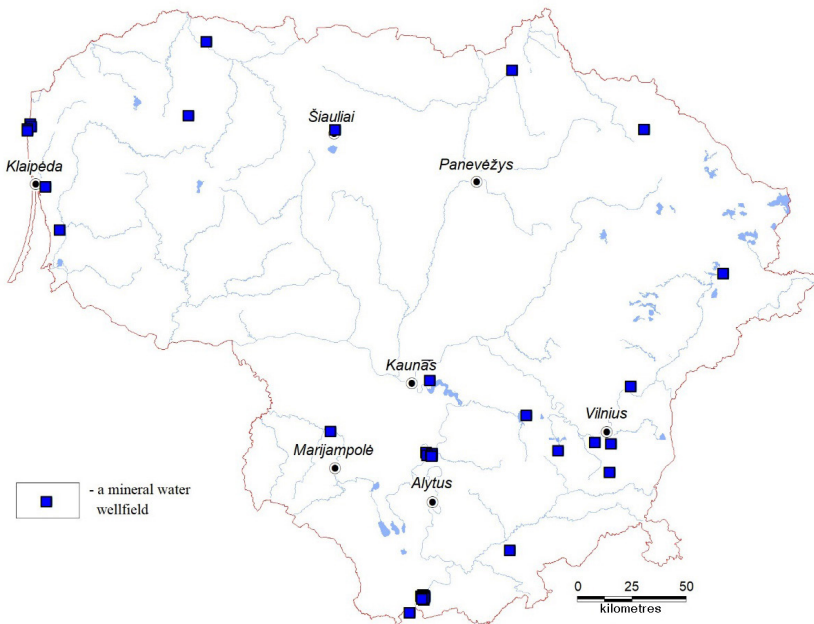 Šiauliai
Klaipėda
Panevėžys
Kaunas
Vilnius
Marijampolė
Alytus
- a mineral water
wellfield
0 25 50
kilometres